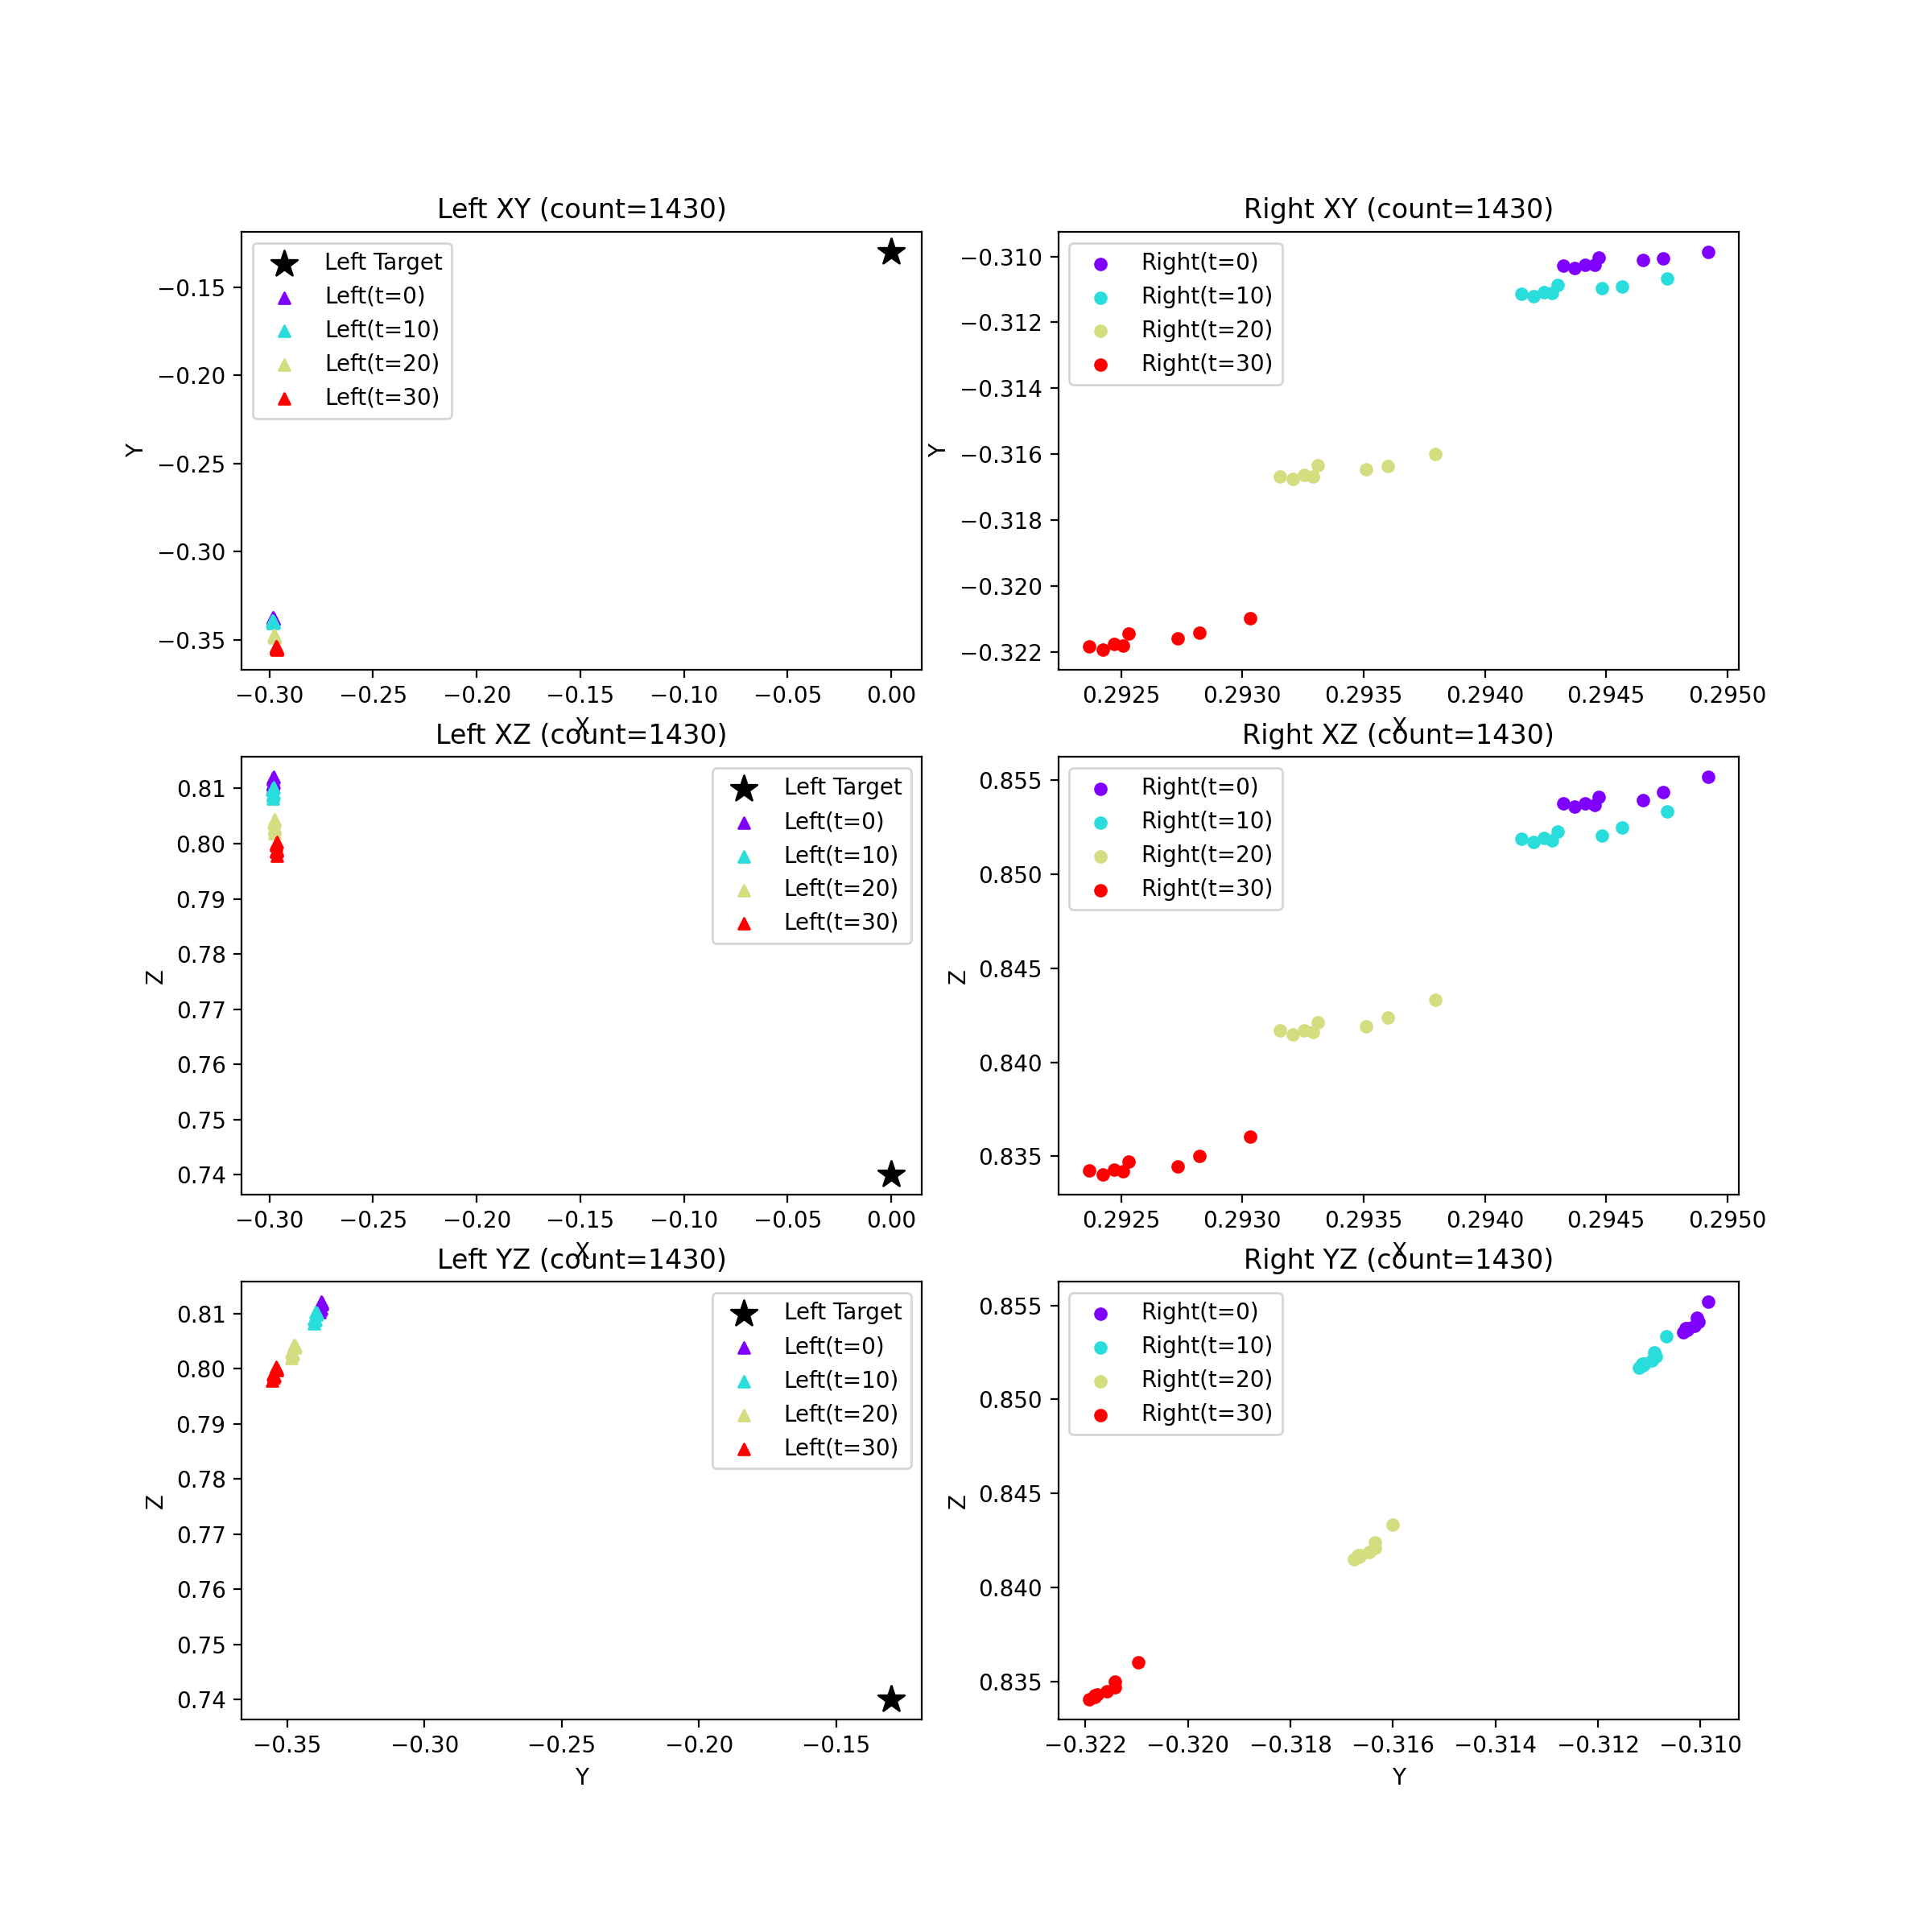 Left XY (count=1430)
Left Target
Left(t=0)
Left(t=10)
Left(t=20)
Left(t=30)
−0.15
−0.20
−0.25
−0.30
−0.35
Y
−0.30 −0.25 −0.20 −0.15 −0.10 −0.05 0.00
X
Right XY (count=1430)
Right(t=0)
Right(t=10)
Right(t=20)
Right(t=30)
−0.310
−0.312
−0.314
−0.316
−0.318
−0.320
−0.322
Y
0.2925 0.2930 0.2935 0.2940 0.2945 0.2950
X
Left XZ (count=1430)
Left Target
Left(t=0)
Left(t=10)
Left(t=20)
Left(t=30)
0.81
0.80
0.79
0.78
0.77
0.76
0.75
0.74
Z
−0.30 −0.25 −0.20 −0.15 −0.10 −0.05 0.00
X
Right XZ (count=1430)
Right(t=0)
Right(t=10)
Right(t=20)
Right(t=30)
0.855
0.850
0.845
0.840
0.835
Z
0.2925 0.2930 0.2935 0.2940 0.2945 0.2950
X
Left YZ (count=1430)
Left Target
Left(t=0)
Left(t=10)
Left(t=20)
Left(t=30)
0.81
0.80
0.79
0.78
0.77
0.76
0.75
0.74
Z
−0.35 −0.30 −0.25 −0.20 −0.15
Y
Right YZ (count=1430)
Right(t=0)
Right(t=10)
Right(t=20)
Right(t=30)
0.855
0.850
0.845
0.840
0.835
Z
−0.322 −0.320 −0.318 −0.316 −0.314 −0.312 −0.310
Y